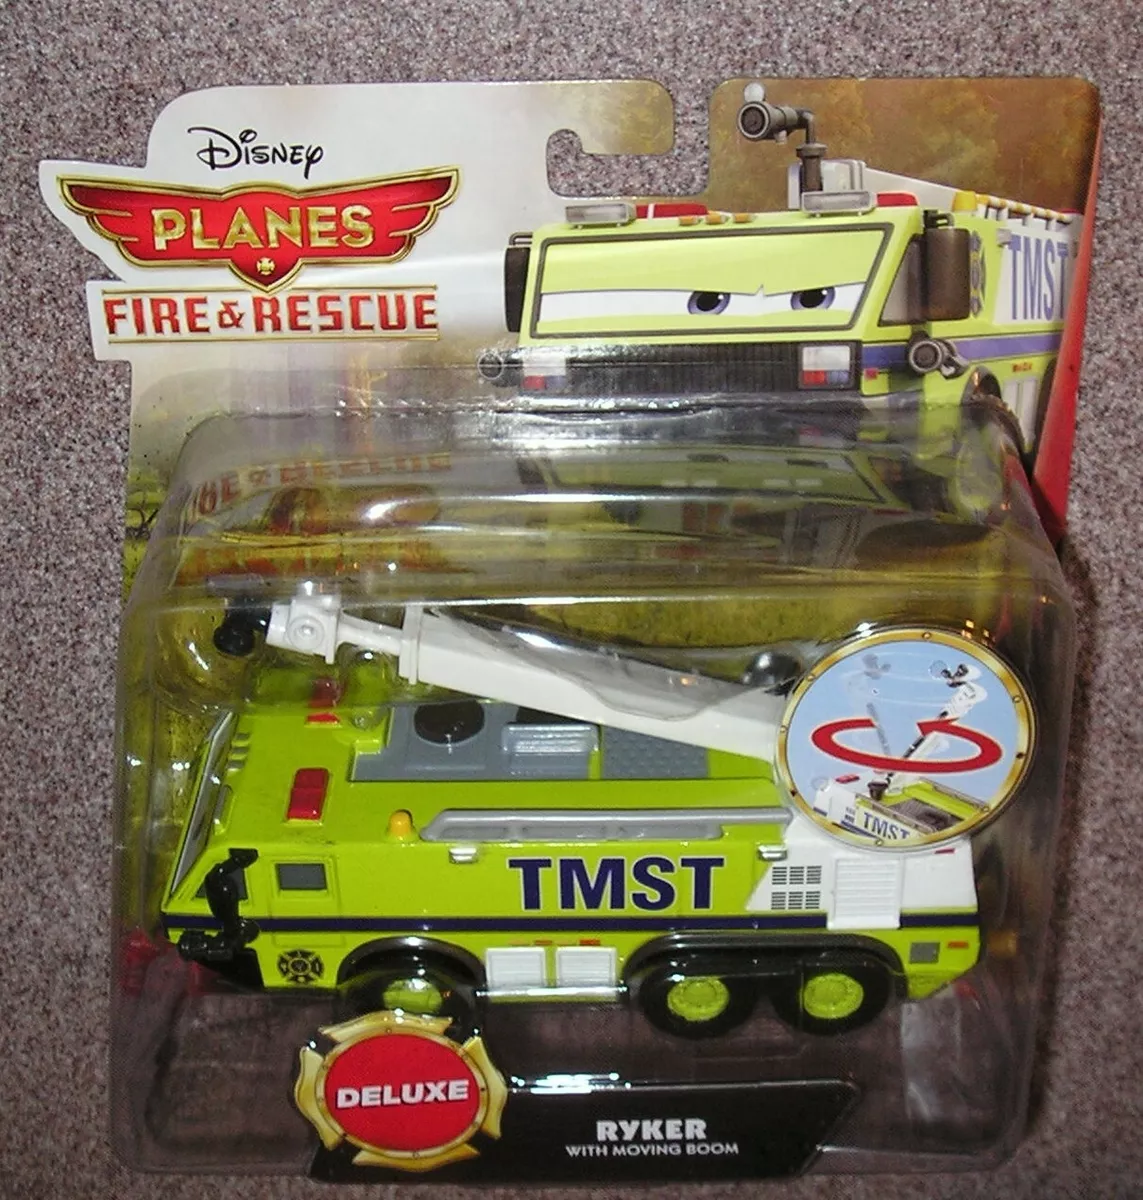 Disney
PLANES
FIRE & RESCUE
TMST
TMST
TMST
DELUXE
RYKER
WITH MOVING BOOM